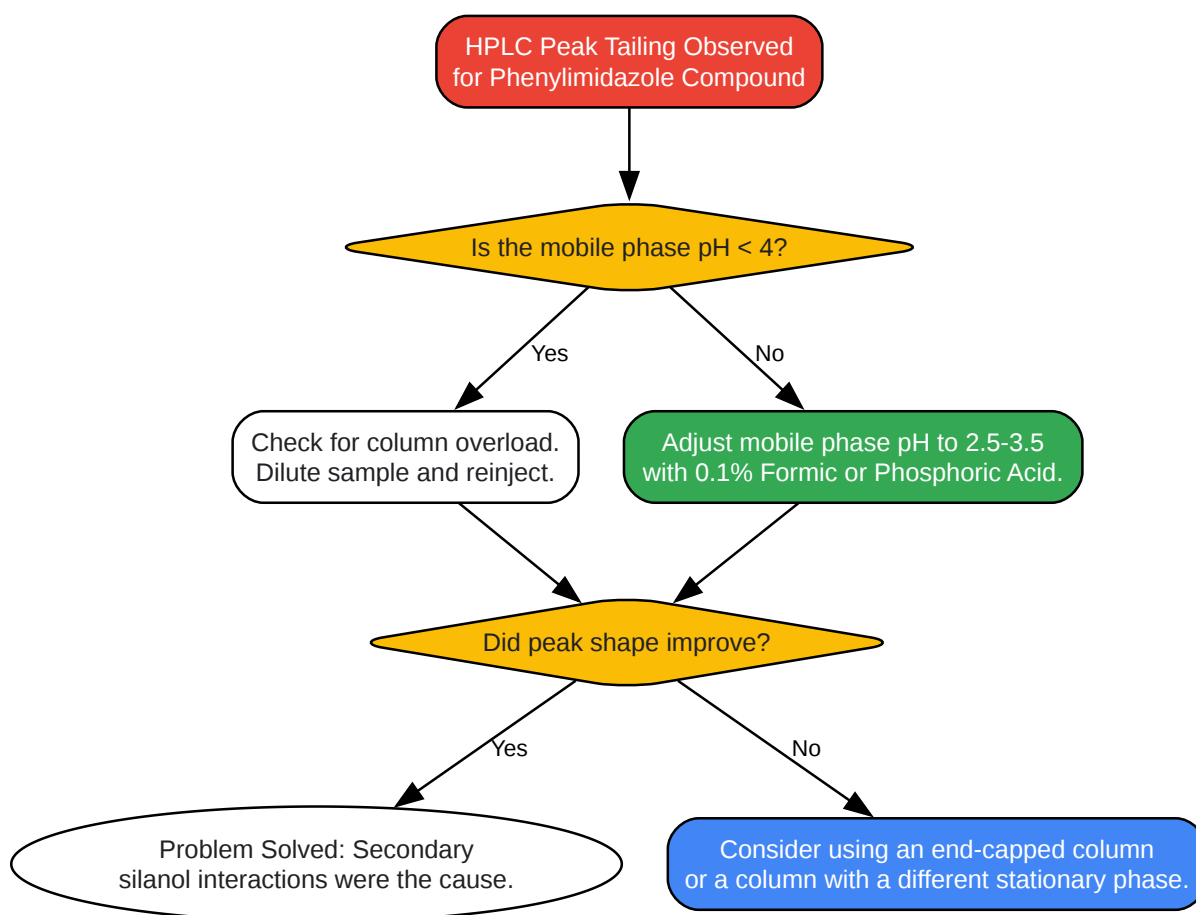 HPLC Peak Tailing Observed
for Phenylimidazole Compound
Is the mobile phase pH < 4?
Yes
No
Check for column overload.
Dilute sample and reinject.
Adjust mobile phase pH to 2.5-3.5
with 0.1% Formic or Phosphoric Acid.
Did peak shape improve?
Yes
No
Problem Solved: Secondary
silanol interactions were the cause.
Consider using an end-capped column
or a column with a different stationary phase.